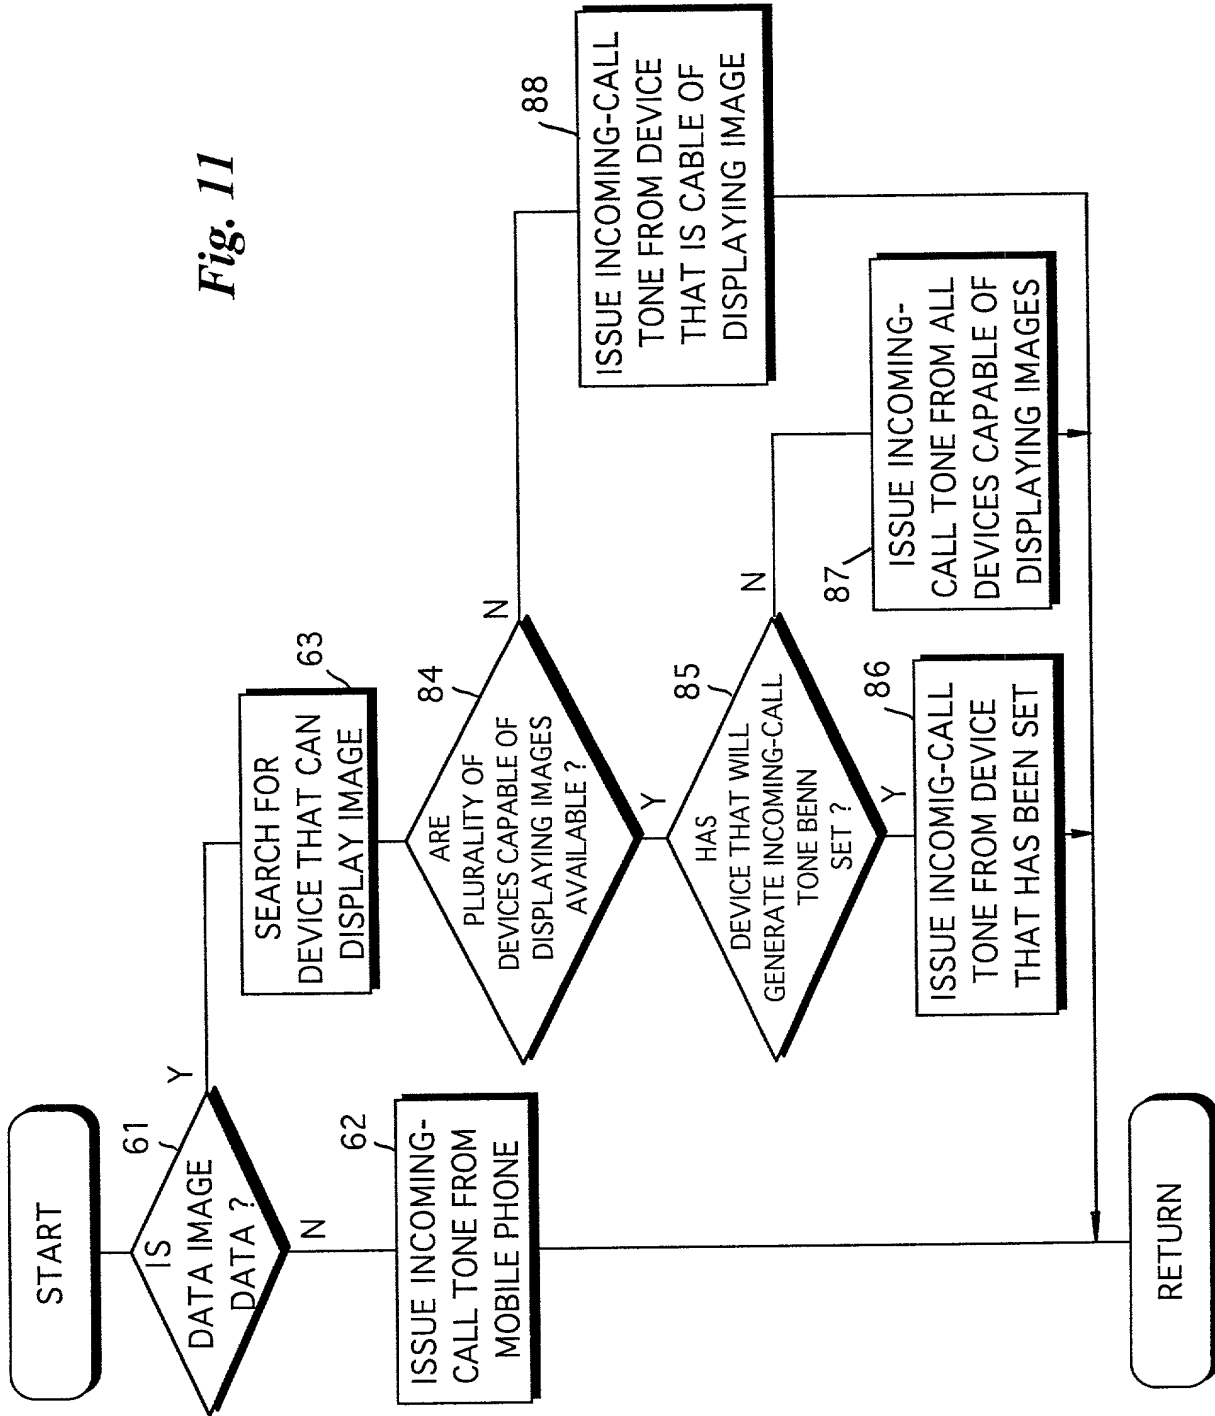 Fig. 11
START
61
IS
DATA IMAGE
DATA ?
Y
N
62
ISSUE INCOMING-
CALL TONE FROM
MOBILE PHONE
63
SEARCH FOR
DEVICE THAT CAN
DISPLAY IMAGE
84
ARE
PLURALITY OF
DEVICES CAPABLE OF
DISPLAYING IMAGES
AVAILABLE ?
N
Y
85
HAS
DEVICE THAT WILL
GENERATE INCOMING-CALL
TONE BENN
SET ?
N
Y
86
ISSUE INCOMIG-CALL
TONE FROM DEVICE
THAT HAS BEEN SET
87
ISSUE INCOMING-
CALL TONE FROM ALL
DEVICES CAPABLE OF
DISPLAYING IMAGES
88
ISSUE INCOMING-CALL
TONE FROM DEVICE
THAT IS CABLE OF
DISPLAYING IMAGE
RETURN